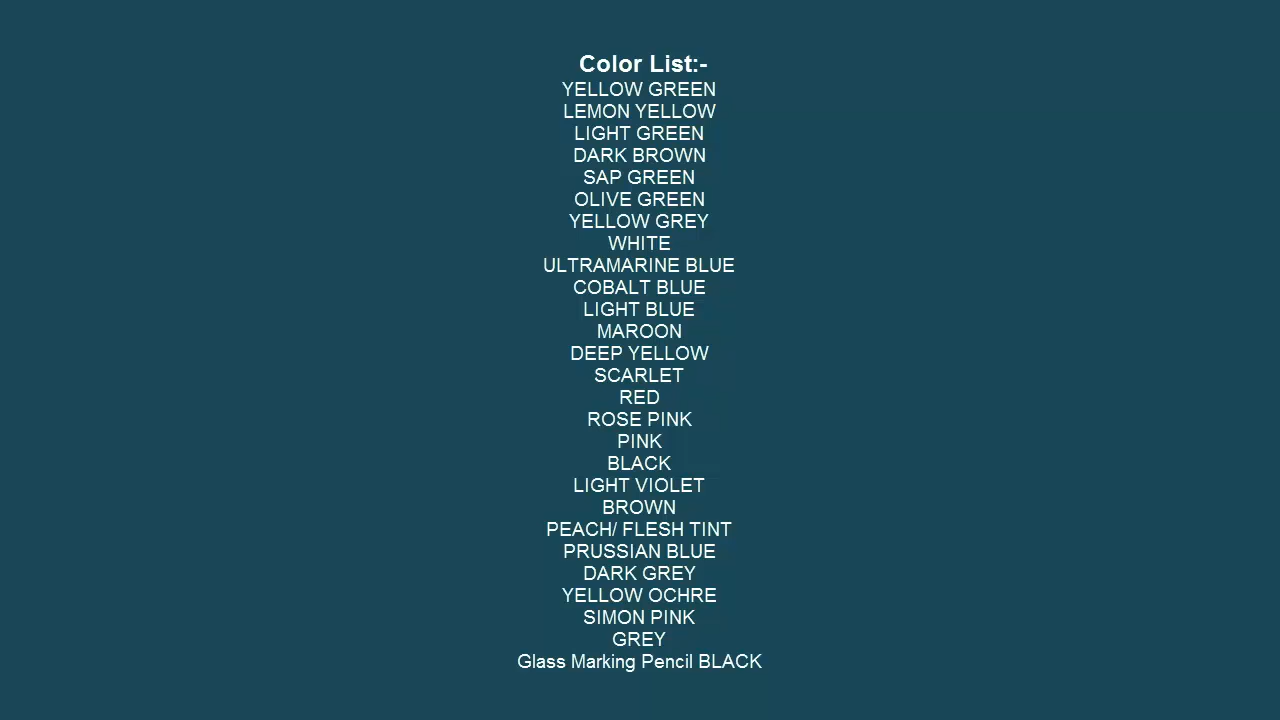 Color List:-
YELLOW GREEN
LEMON YELLOW
LIGHT GREEN
DARK BROWN
SAP GREEN
OLIVE GREEN
YELLOW GREY
WHITE
ULTRAMARINE BLUE
COBALT BLUE
LIGHT BLUE
MAROON
DEEP YELLOW
SCARLET
RED
ROSE PINK
PINK
BLACK
LIGHT VIOLET
BROWN
PEACH/ FLESH TINT
PRUSSIAN BLUE
DARK GREY
YELLOW OCHRE
SIMON PINK
GREY
Glass Marking Pencil BLACK